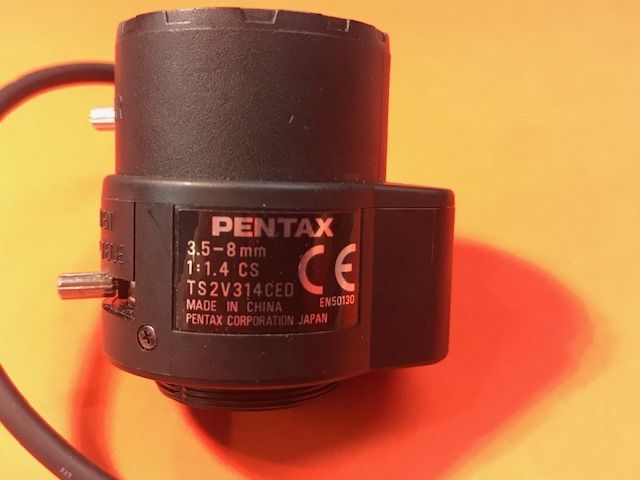 PENTAX
3.5-8mm
1:1.4 CS
TS2V314CED
CE
EN50130
MADE IN CHINA
PENTAX CORPORATION JAPAN